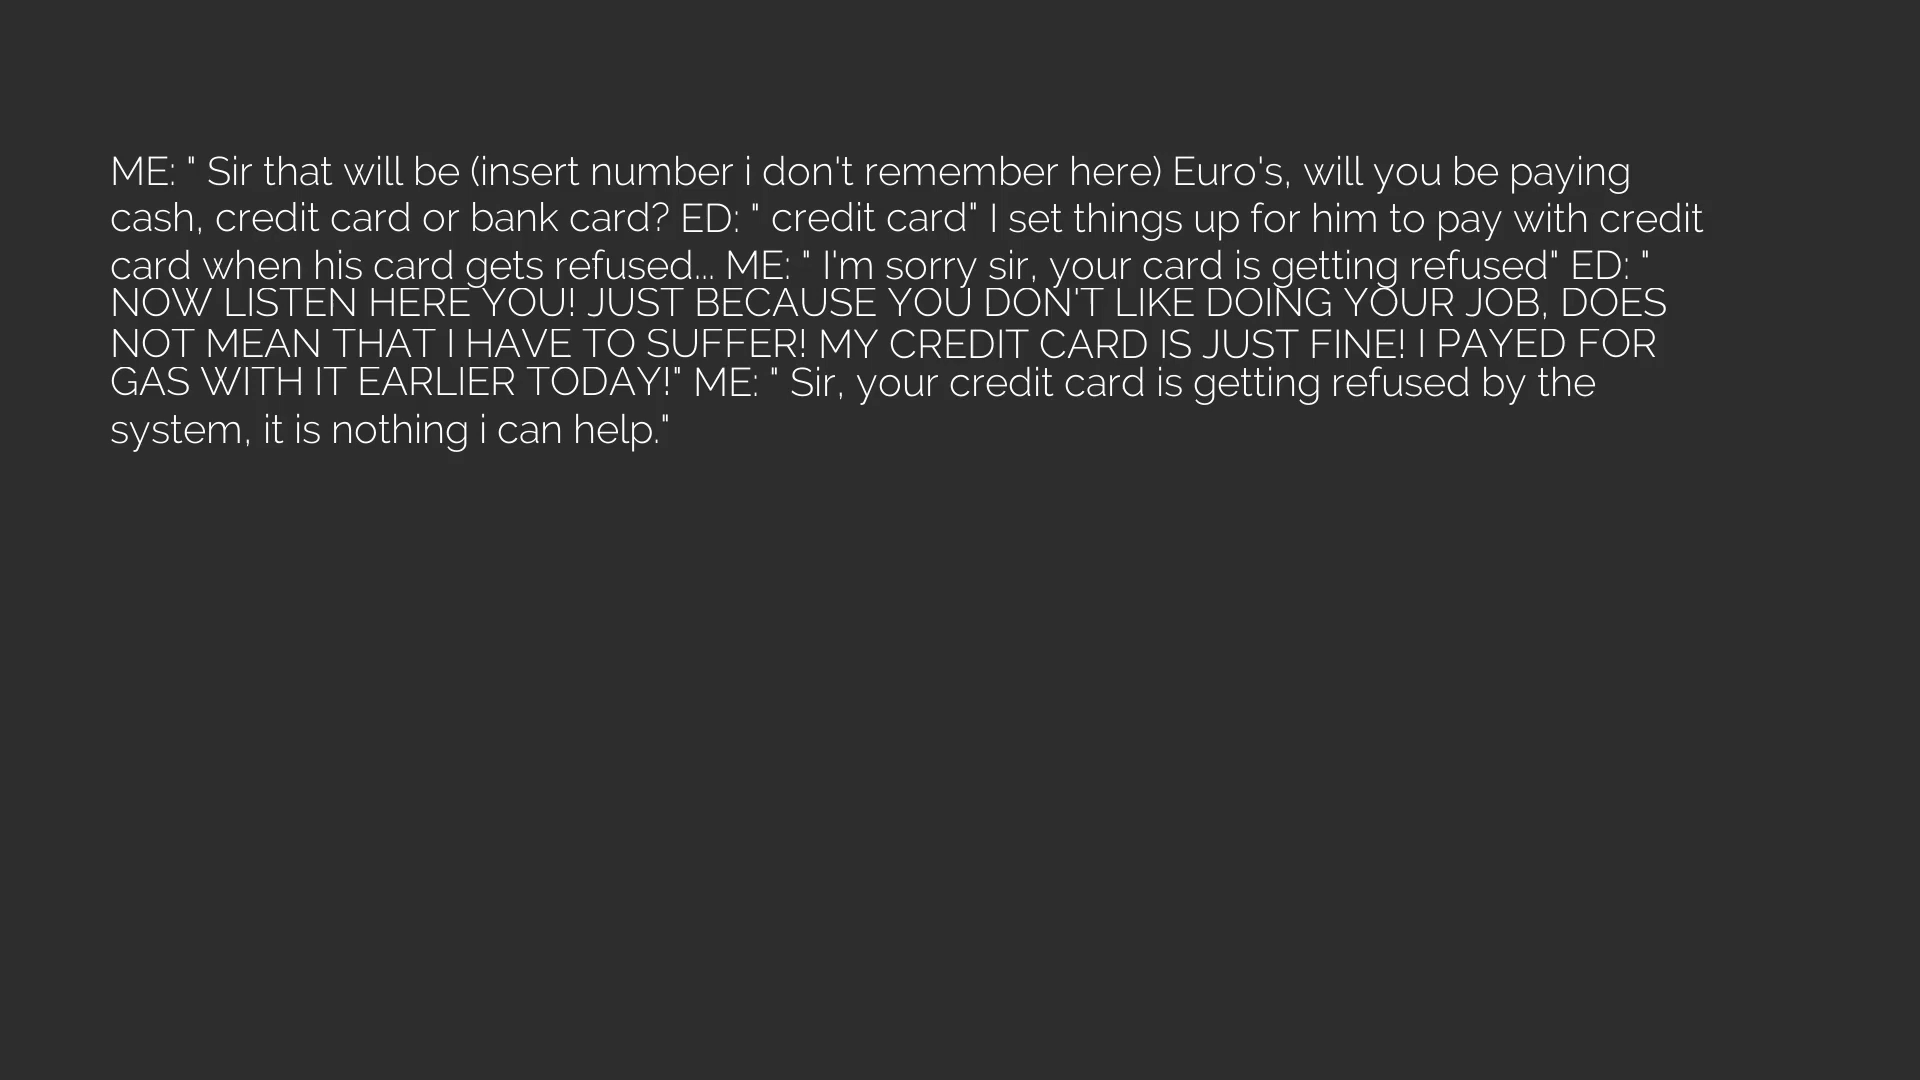 ME: " Sir that will be (insert number i don't remember here) Euro's, will you be paying
cash, credit card or bank card? ED: " credit card" I set things up for him to pay with credit
card when his card gets refused... ME: " I'm sorry sir, your card is getting refused" ED: "
NOW LISTEN HERE YOU! JUST BECAUSE YOU DON'T LIKE DOING YOUR JOB, DOES
NOT MEAN THAT I HAVE TO SUFFER! MY CREDIT CARD IS JUST FINE! I PAYED FOR
GAS WITH IT EARLIER TODAY!" ME: " Sir, your credit card is getting refused by the
system, it is nothing i can help."